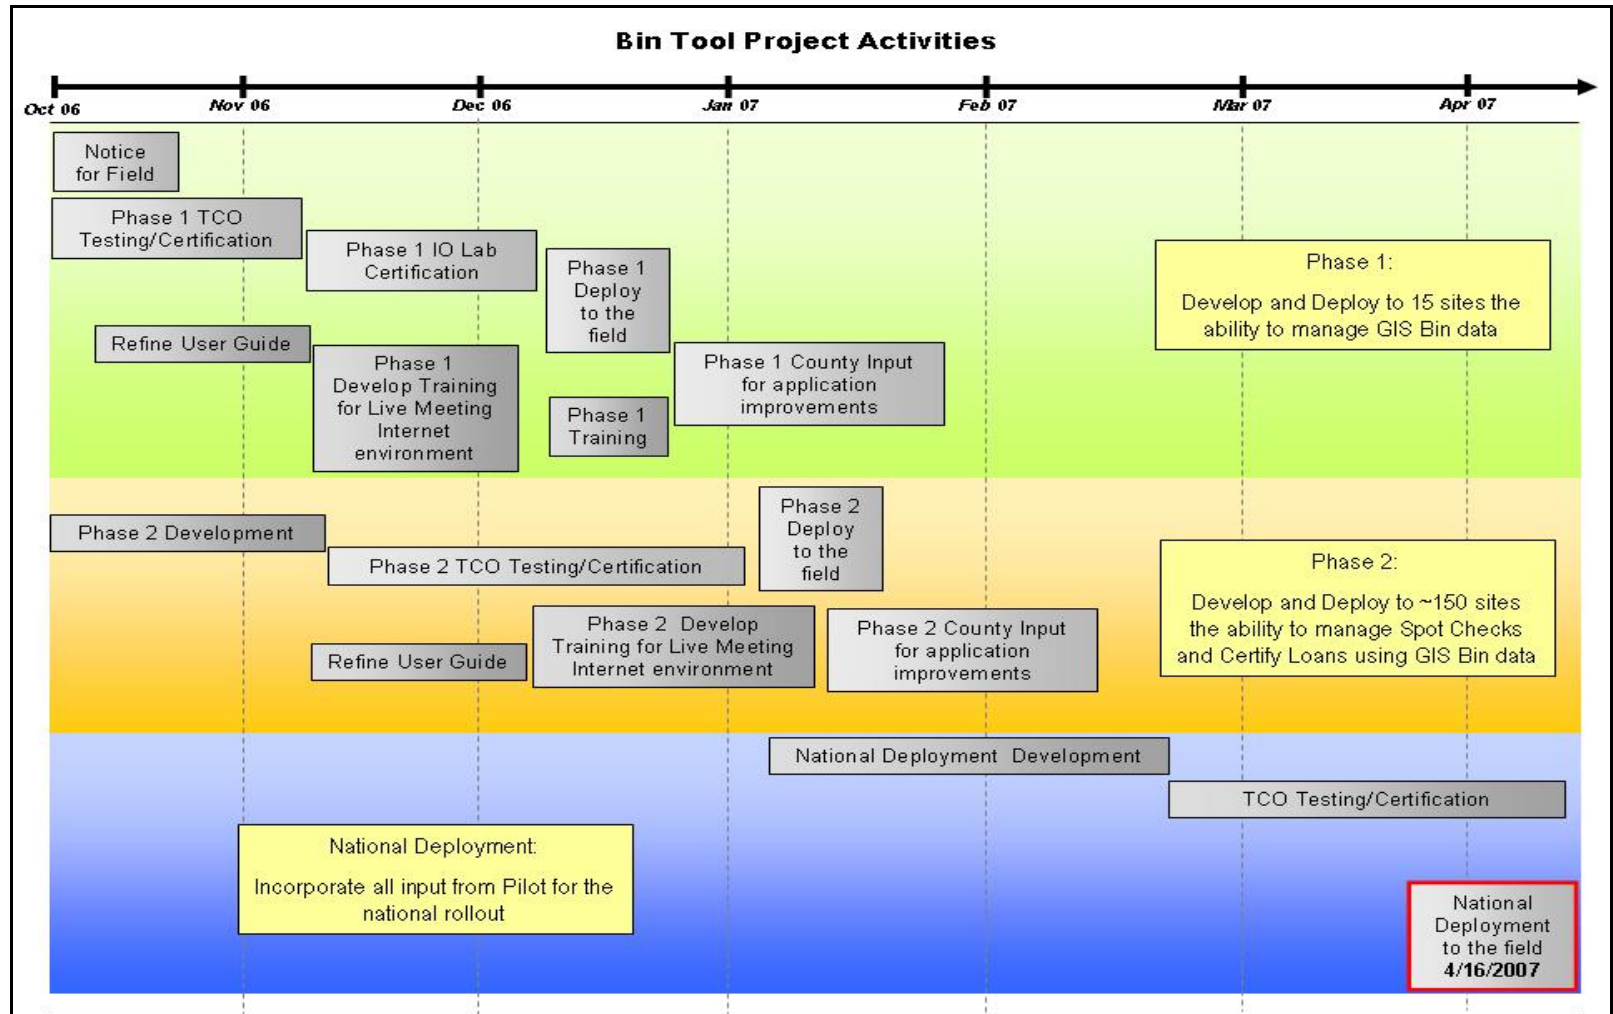 Bin Tool Project Activities
Oct 06
Nov 06
Dec 06
Jan 07
Feb 07
Mar 07
Apr 07
Notice
for Field
Phase 1 TCO
Testing/Certification
Phase 1 IO Lab
Certification
Phase 1
Deploy
to the
field
Phase 1:
Develop and Deploy to 15 sites the
ability to manage GIS Bin data
Refine User Guide
Phase 1
Develop Training
for Live Meeting
Internet
environment
Phase 1
Training
Phase 1 County Input
for application
improvements
Phase 2 Development
Phase 2 TCO Testing/Certification
Phase 2
Deploy
to the
field
Phase 2:
Develop and Deploy to ~150 sites
the ability to manage Spot Checks
and Certify Loans using GIS Bin data
Refine User Guide
Phase 2 Develop
Training for Live Meeting
Internet environment
Phase 2 County Input
for application
improvements
National Deployment Development
TCO Testing/Certification
National Deployment:
Incorporate all input from Pilot for the
national rollout
National
Deployment
to the field
4/16/2007